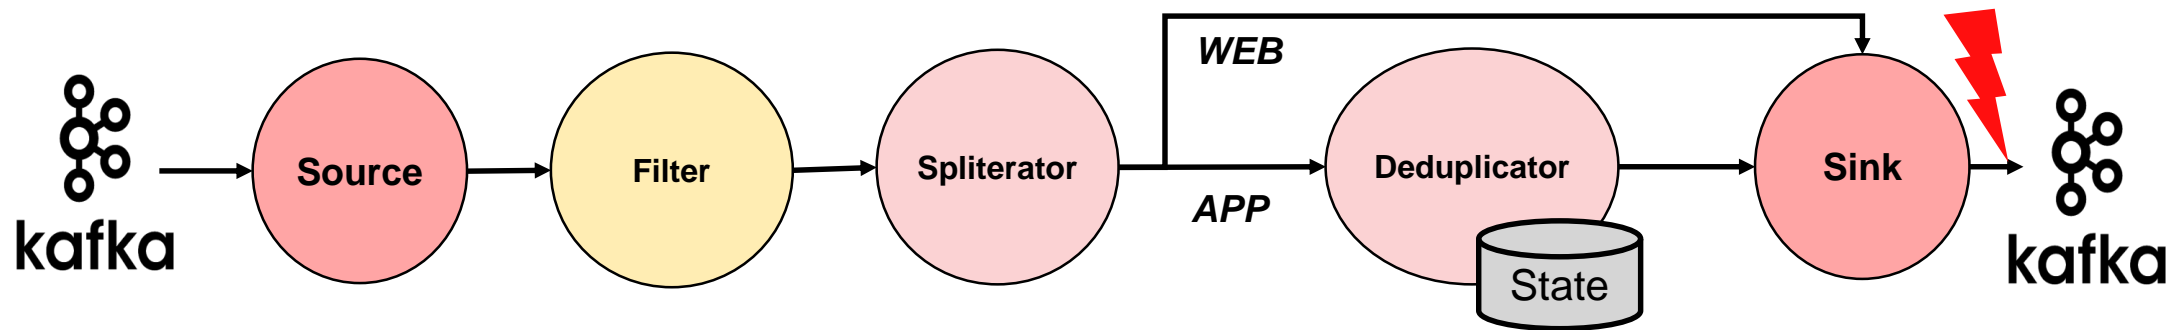 kafka
Source
Filter
Spliterator
WEB
APP
Deduplicator
State
Sink
kafka